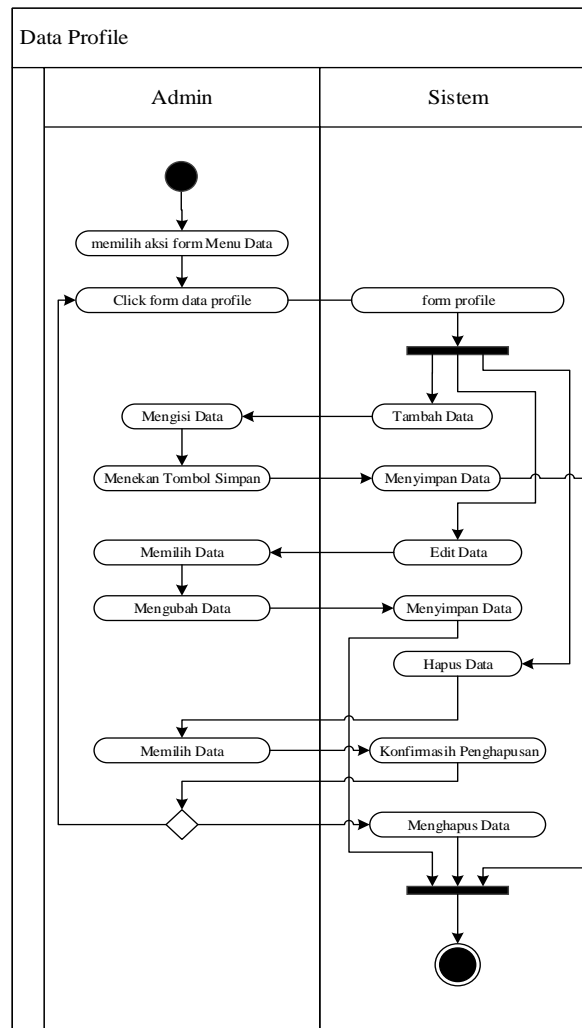 Data Profile
Admin
Sistem
memilih aksi form Menu Data
Click form data profile
form profile
Mengisi Data
Tambah Data
Menekan Tombol Simpan
Menyimpan Data
Memilih Data
Edit Data
Mengubah Data
Menyimpan Data
Hapus Data
Memilih Data
Konfirmasih Penghapusan
Menghapus Data